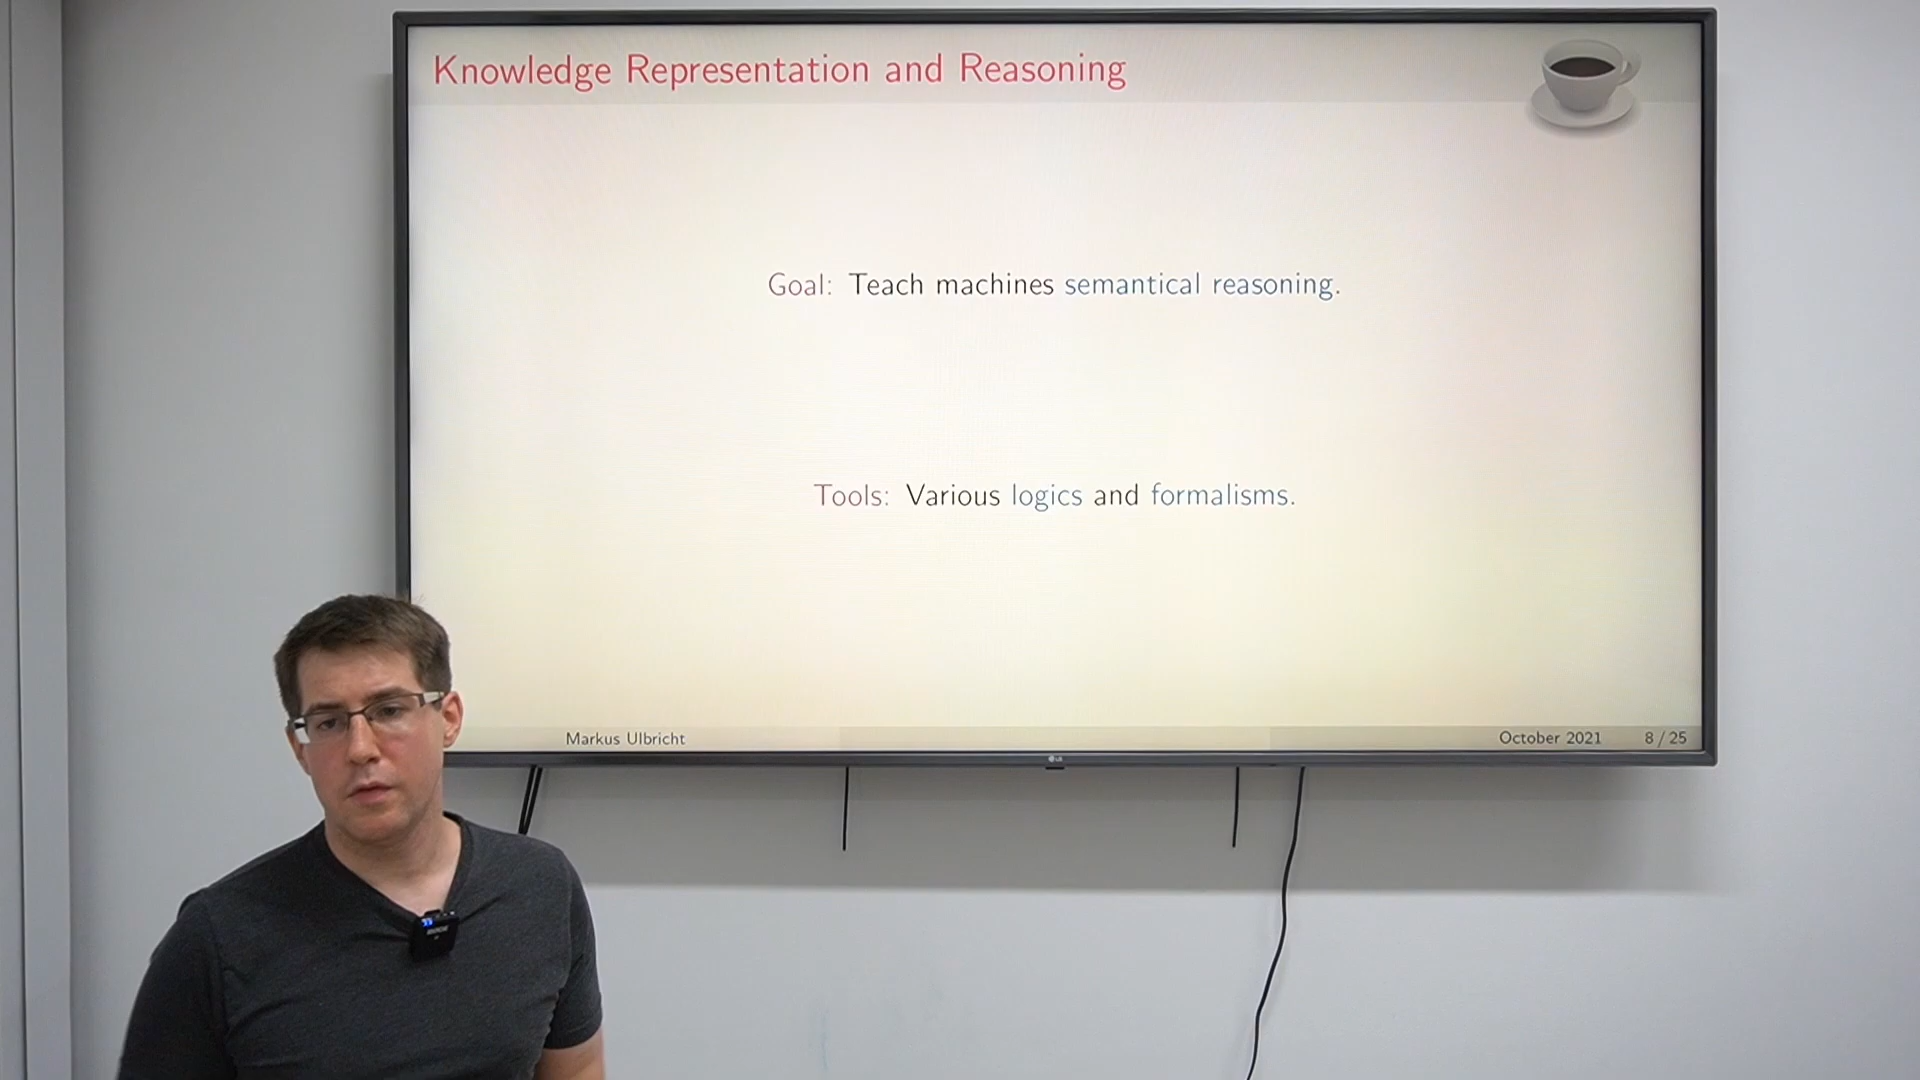 Knowledge Representation and Reasoning
Goal: Teach machines semantical reasoning.
Tools: Various logics and formalisms.
Markus Ulbricht
October 2021
8 / 25
LG